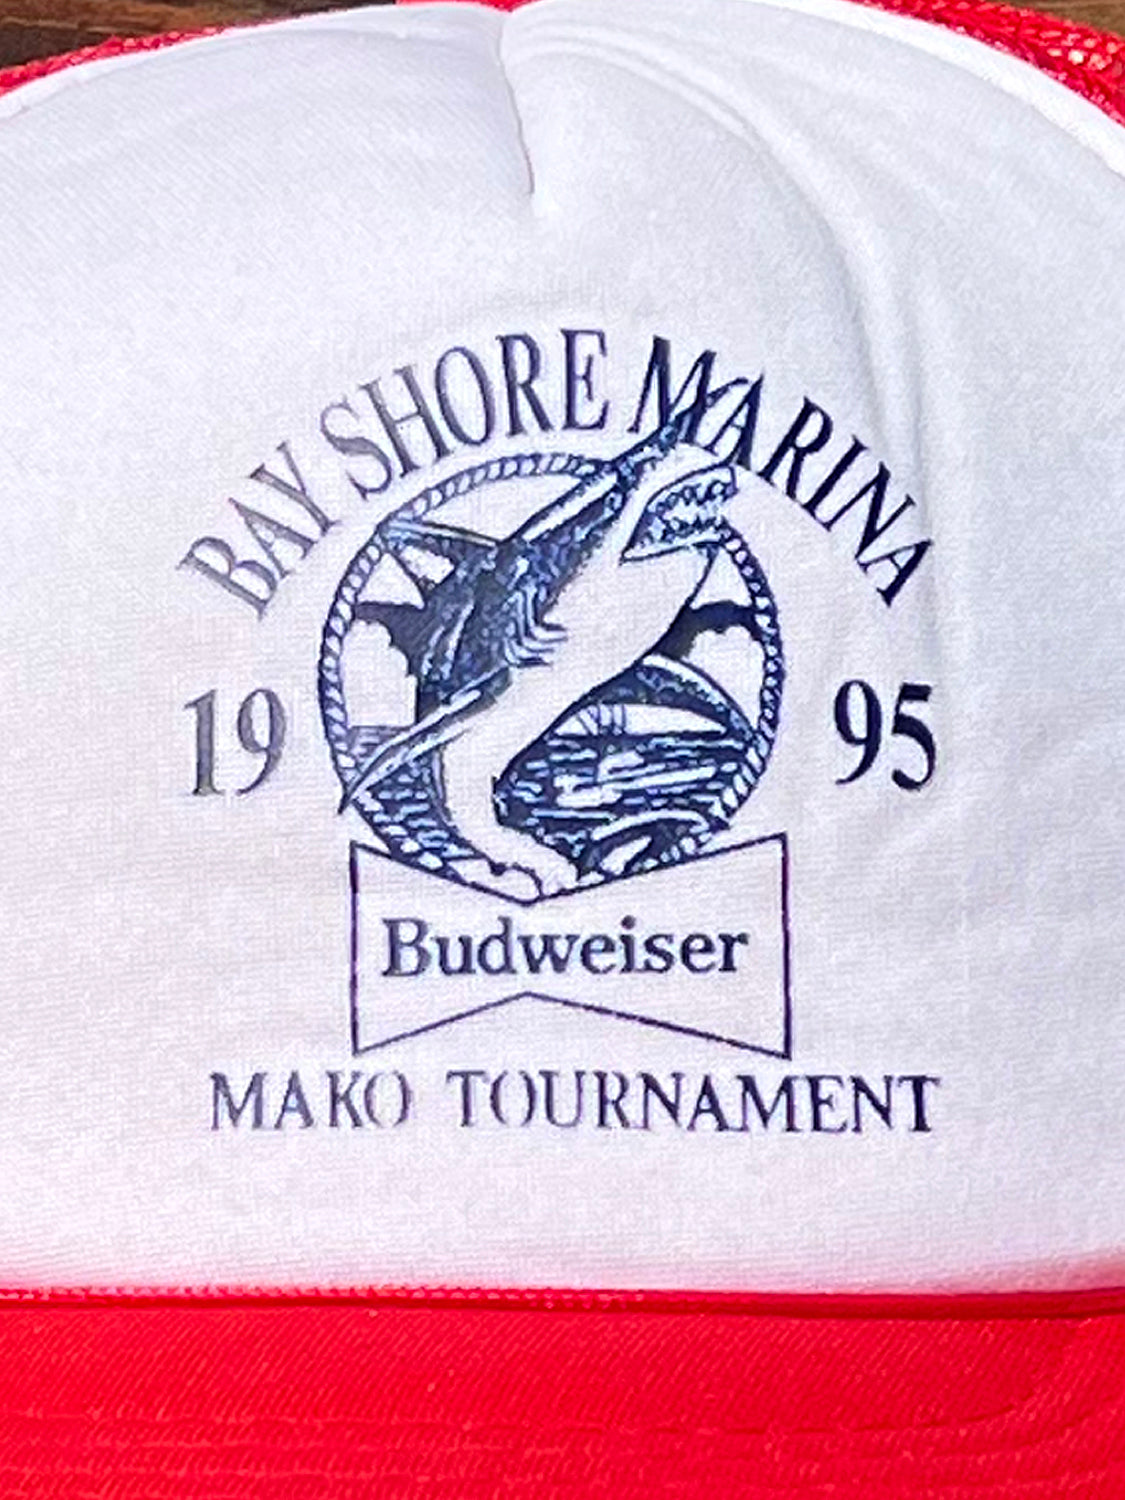 BAY SHORE MARINA
19 95
Budweiser
MAKO TOURNAMENT